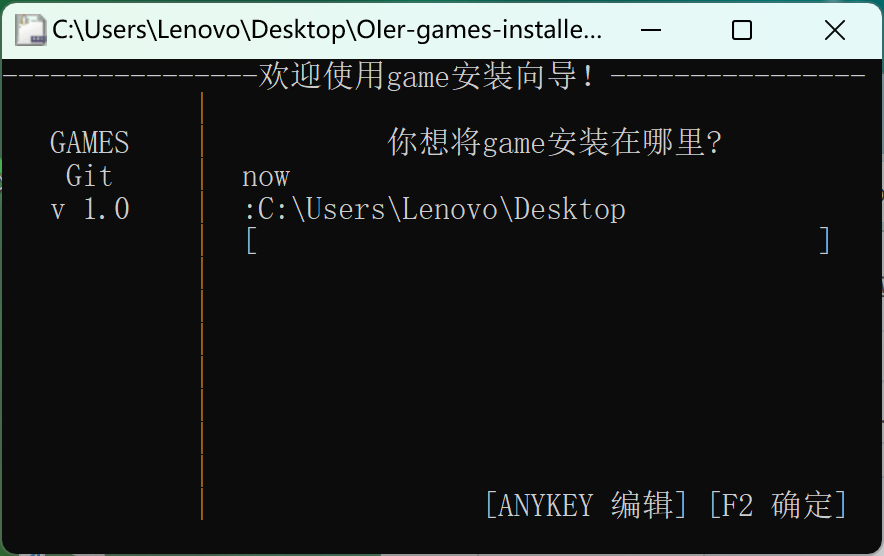 C:\Users\Lenovo\Desktop\OIer-games-installe...
----------------欢迎使用game安装向导!----------------
GAMES
Git
v 1.0
你想将game安装在哪里?
now
:C:\Users\Lenovo\Desktop
[ ]
[ANYKEY 编辑] [F2 确定]